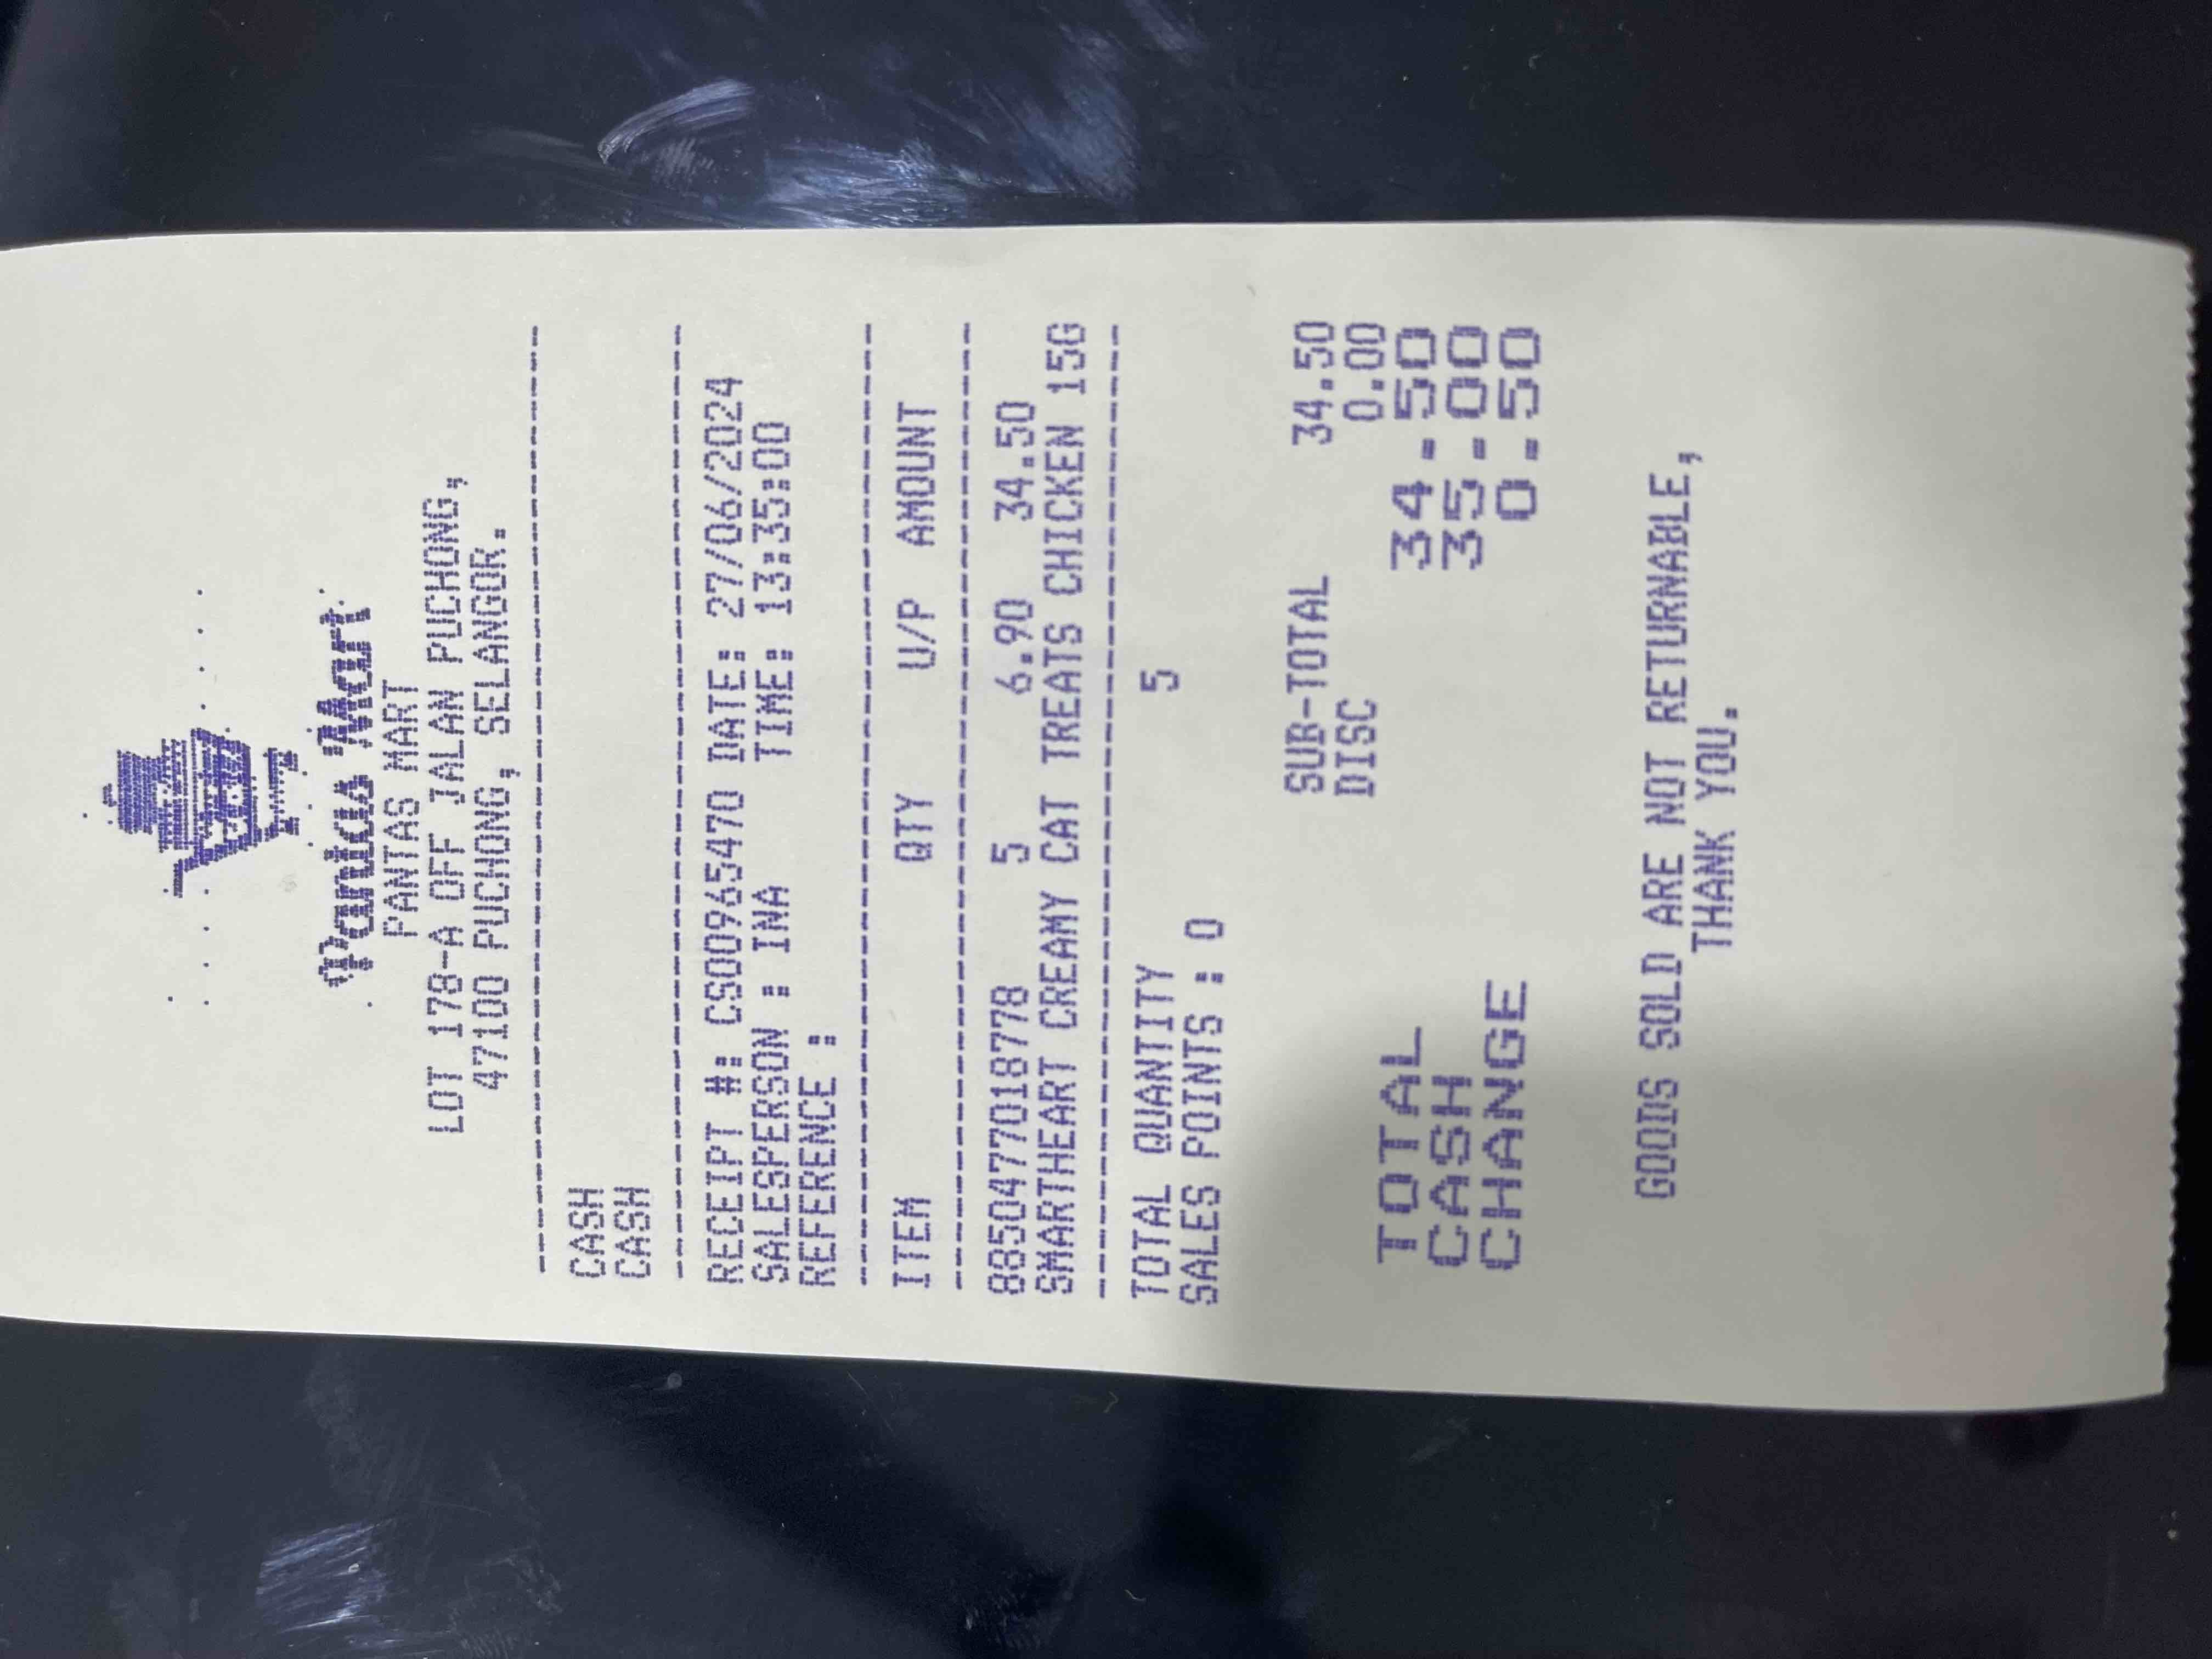 Pantas Mart
PANTAS MART
LOT 178-A OFF JALAN PUCHONG,
47100 PUCHONG, SELANGOR.
CASH
CASH
RECEIPT #: CS00965470 DATE: 27/06/2024
SALESPERSON : INA TIME: 13:35:00
REFERENCE :
ITEM QTY U/P AMOUNT
8850477018778 5 6.90 34.50
SMARTHEART CREAMY CAT TREATS CHICKEN 15G
TOTAL QUANTITY 5
SALES POINTS : 0
SUB-TOTAL 34.50
DISC 0.00
TOTAL 34.50
CASH 35.00
CHANGE 0.50
GOODS SOLD ARE NOT RETURNABLE,
THANK YOU.